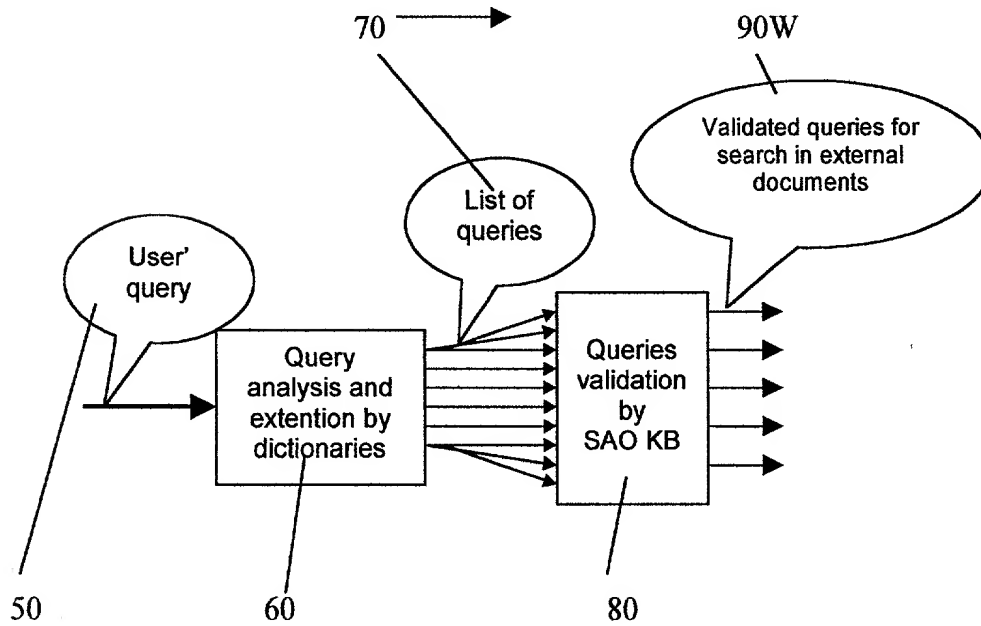 70
90W
Validated queries for
search in external
documents
List of
queries
User'
query
Query
analysis and
extention by
dictionaries
Queries
validation
by
SAO KB
50
60
80